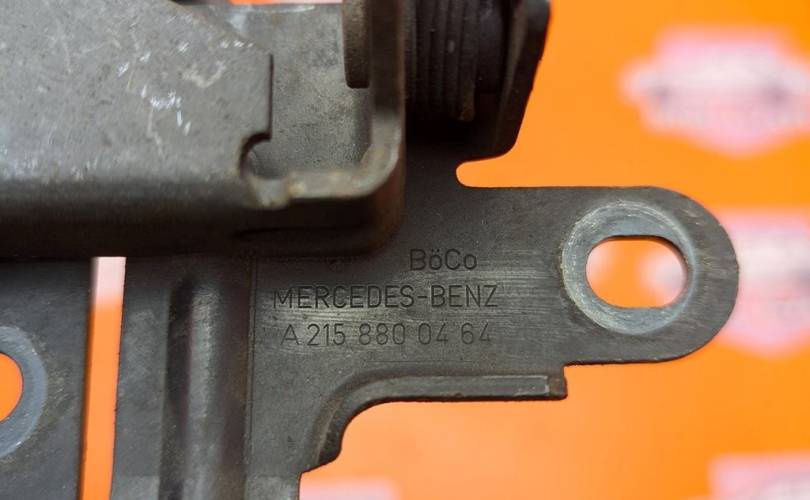 BöCo
MERCEDES-BENZ
A 215 880 04 64